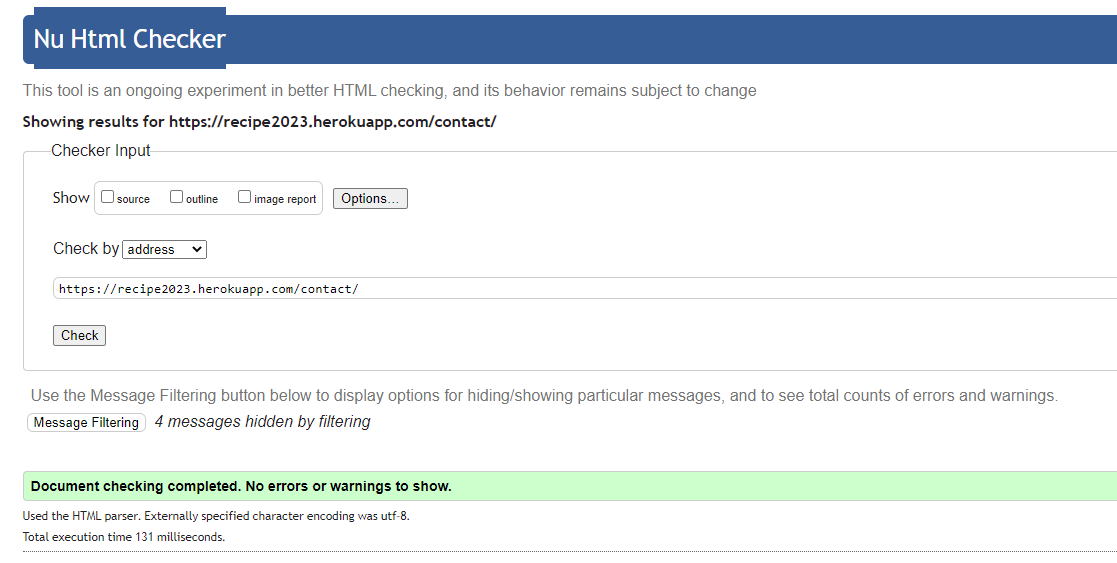 Nu Html Checker
This tool is an ongoing experiment in better HTML checking, and its behavior remains subject to change
Showing results for https://recipe2023.herokuapp.com/contact/
Checker Input
Show source outline image report Options...
Check by address
https://recipe2023.herokuapp.com/contact/
Check
Use the Message Filtering button below to display options for hiding/showing particular messages, and to see total counts of errors and warnings.
Message Filtering 4 messages hidden by filtering
Document checking completed. No errors or warnings to show.
Used the HTML parser. Externally specified character encoding was utf-8.
Total execution time 131 milliseconds.